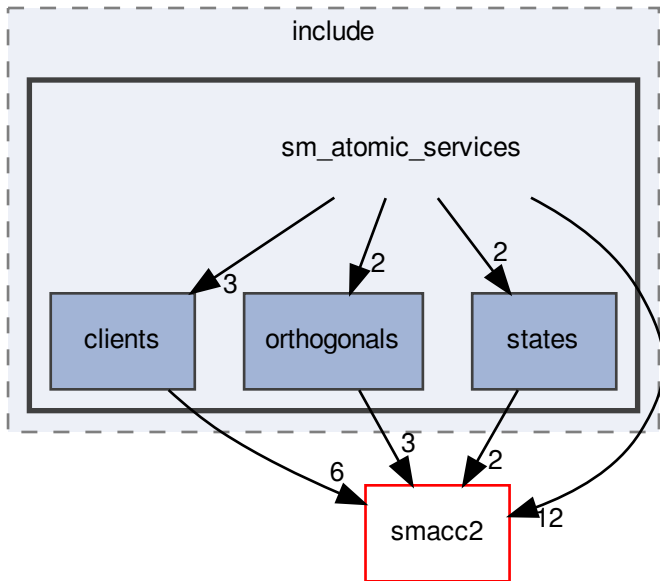 include
sm_atomic_services
3
2
2
clients
orthogonals
states
6
3
2
12
smacc2